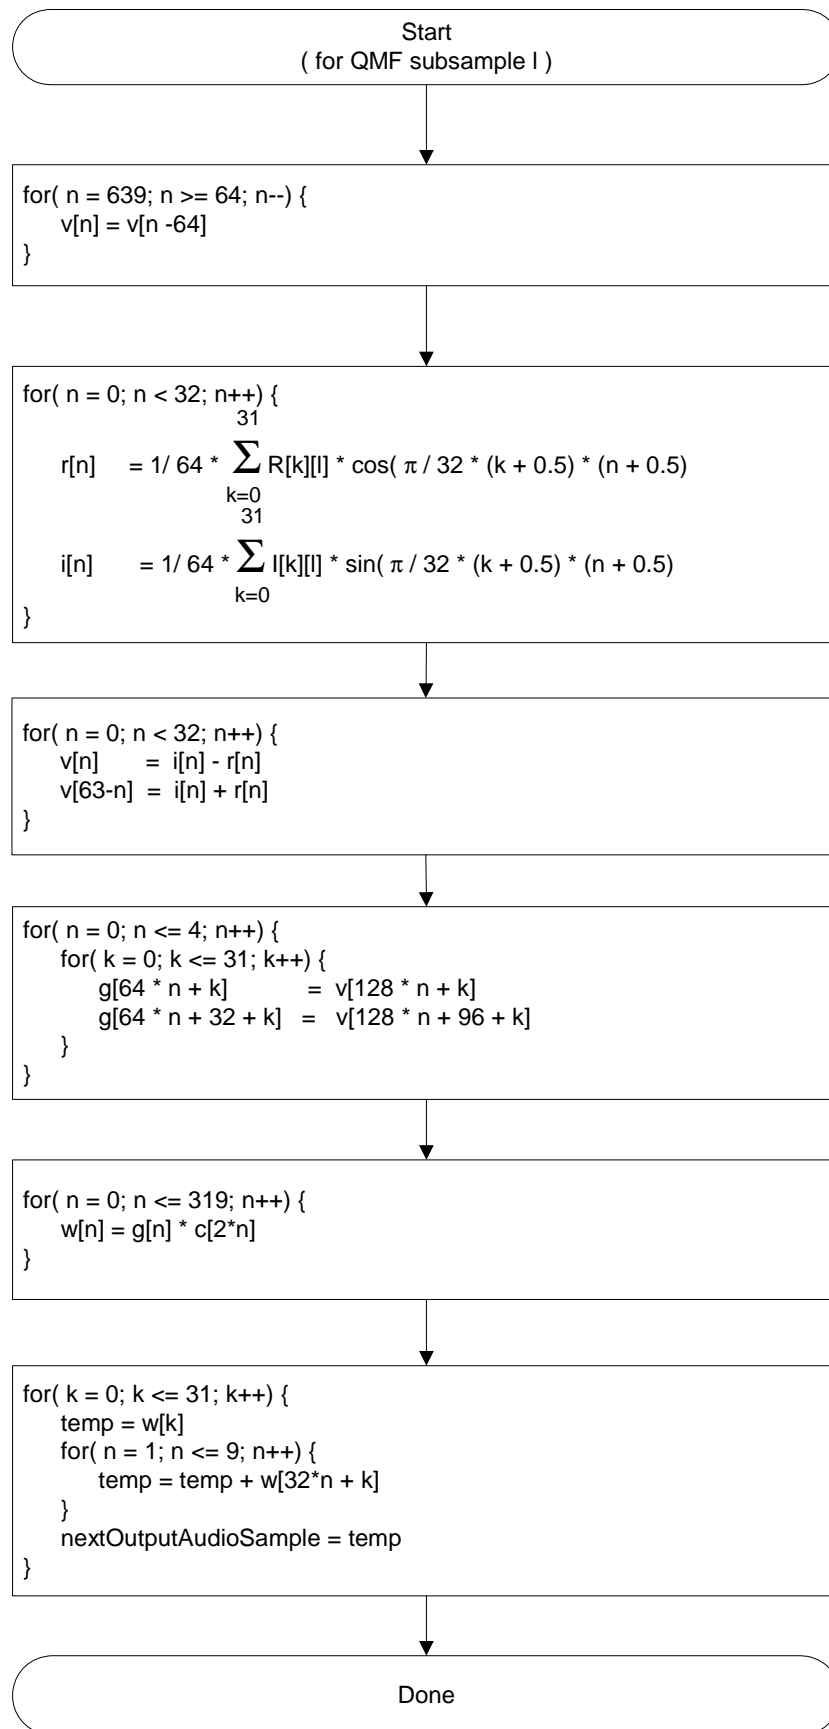 Start
( for QMF subsample l )
for( n = 639; n >= 64; n--) {
v[n] = v[n -64]
}
for( n = 0; n < 32; n++) {
31
r[n] = 1/ 64 * Σ R[k][l] * cos( π / 32 * (k + 0.5) * (n + 0.5)
k=0
31
i[n] = 1/ 64 * Σ I[k][l] * sin( π / 32 * (k + 0.5) * (n + 0.5)
k=0
}
for( n = 0; n < 32; n++) {
v[n] = i[n] - r[n]
v[63-n] = i[n] + r[n]
}
for( n = 0; n <= 4; n++) {
for( k = 0; k <= 31; k++) {
g[64 * n + k] = v[128 * n + k]
g[64 * n + 32 + k] = v[128 * n + 96 + k]
}
}
for( n = 0; n <= 319; n++) {
w[n] = g[n] * c[2*n]
}
for( k = 0; k <= 31; k++) {
temp = w[k]
for( n = 1; n <= 9; n++) {
temp = temp + w[32*n + k]
}
nextOutputAudioSample = temp
}
Done